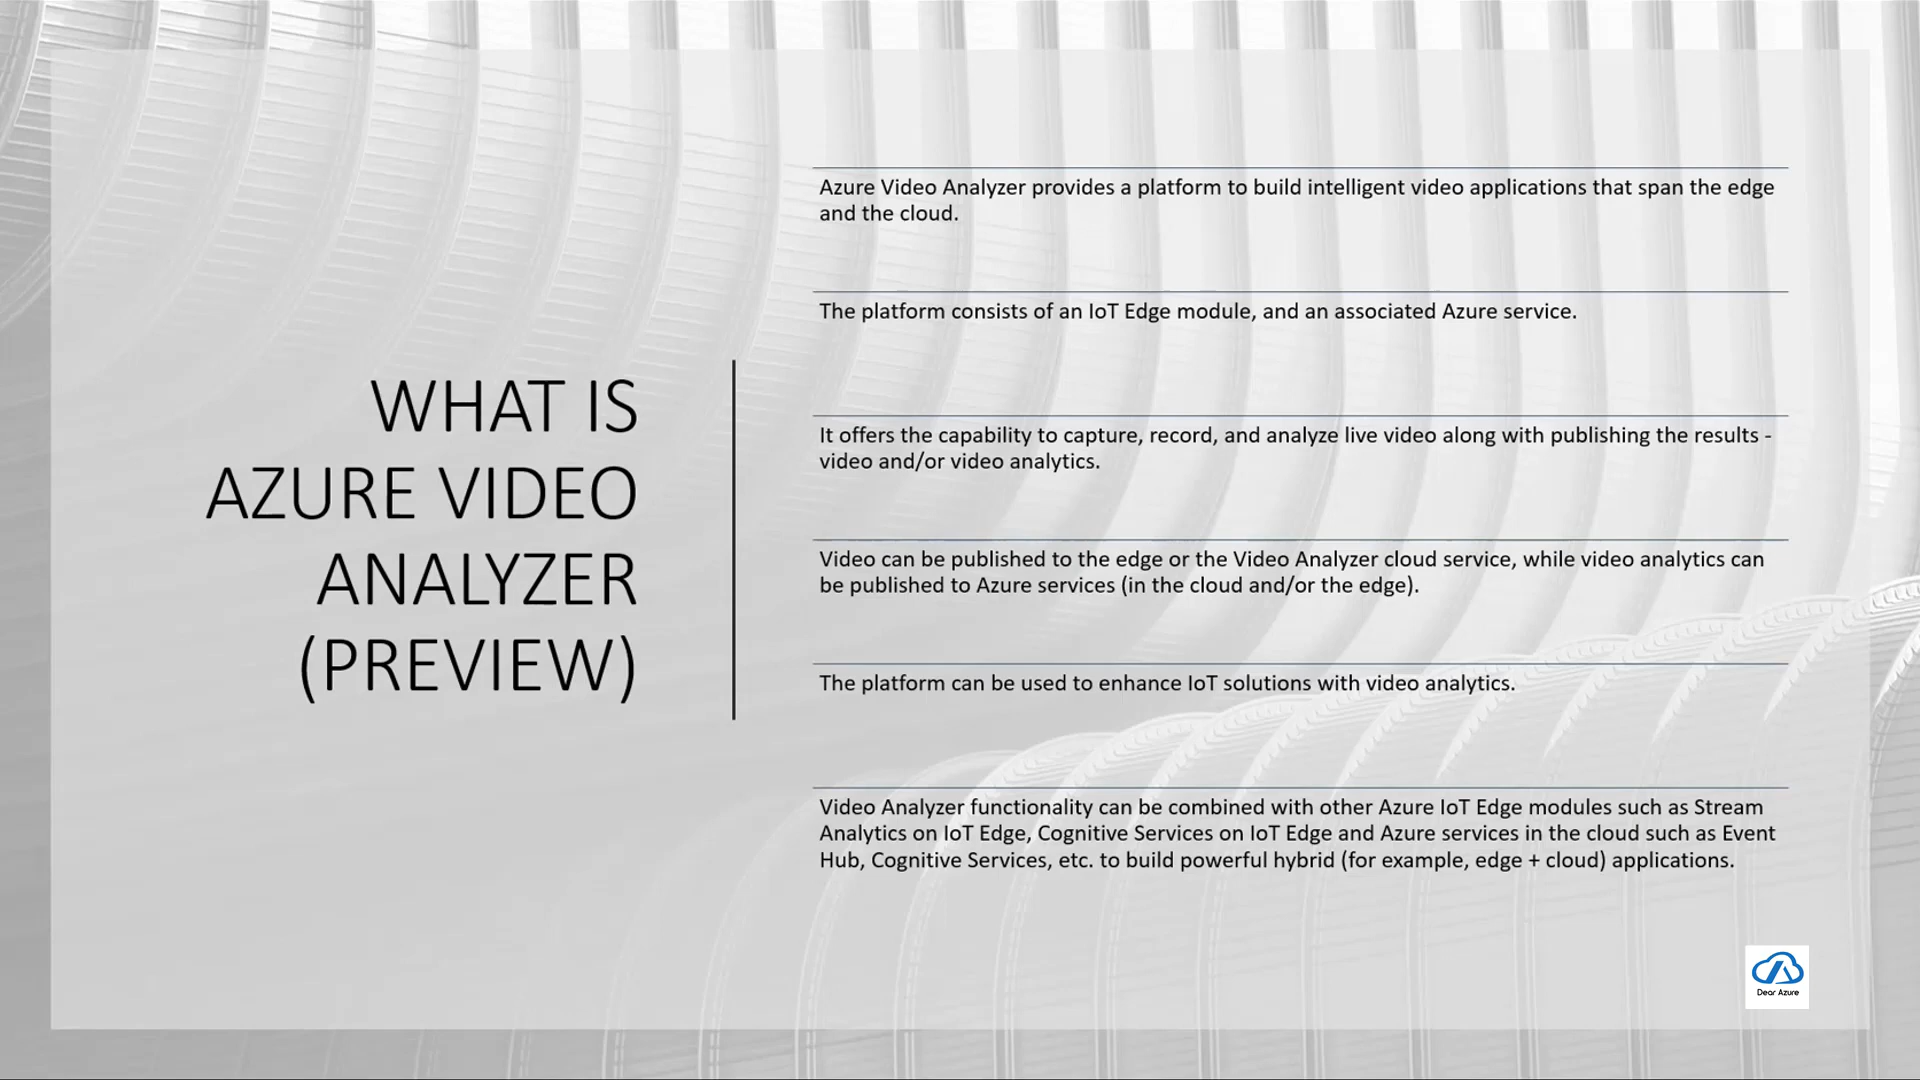 WHAT IS
AZURE VIDEO
ANALYZER
(PREVIEW)
Azure Video Analyzer provides a platform to build intelligent video applications that span the edge
and the cloud.
The platform consists of an IoT Edge module, and an associated Azure service.
It offers the capability to capture, record, and analyze live video along with publishing the results -
video and/or video analytics.
Video can be published to the edge or the Video Analyzer cloud service, while video analytics can
be published to Azure services (in the cloud and/or the edge).
The platform can be used to enhance IoT solutions with video analytics.
Video Analyzer functionality can be combined with other Azure IoT Edge modules such as Stream
Analytics on IoT Edge, Cognitive Services on IoT Edge and Azure services in the cloud such as Event
Hub, Cognitive Services, etc. to build powerful hybrid (for example, edge + cloud) applications.
Dear Azure